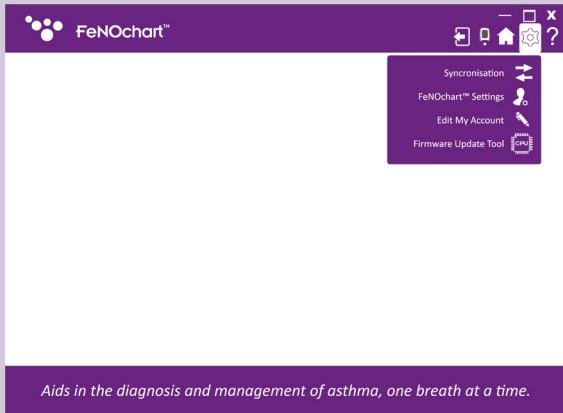 FeNOchart™
?
Syncronisation
FeNOchart™ Settings
Edit My Account
Firmware Update Tool CPU
Aids in the diagnosis and management of asthma, one breath at a time.